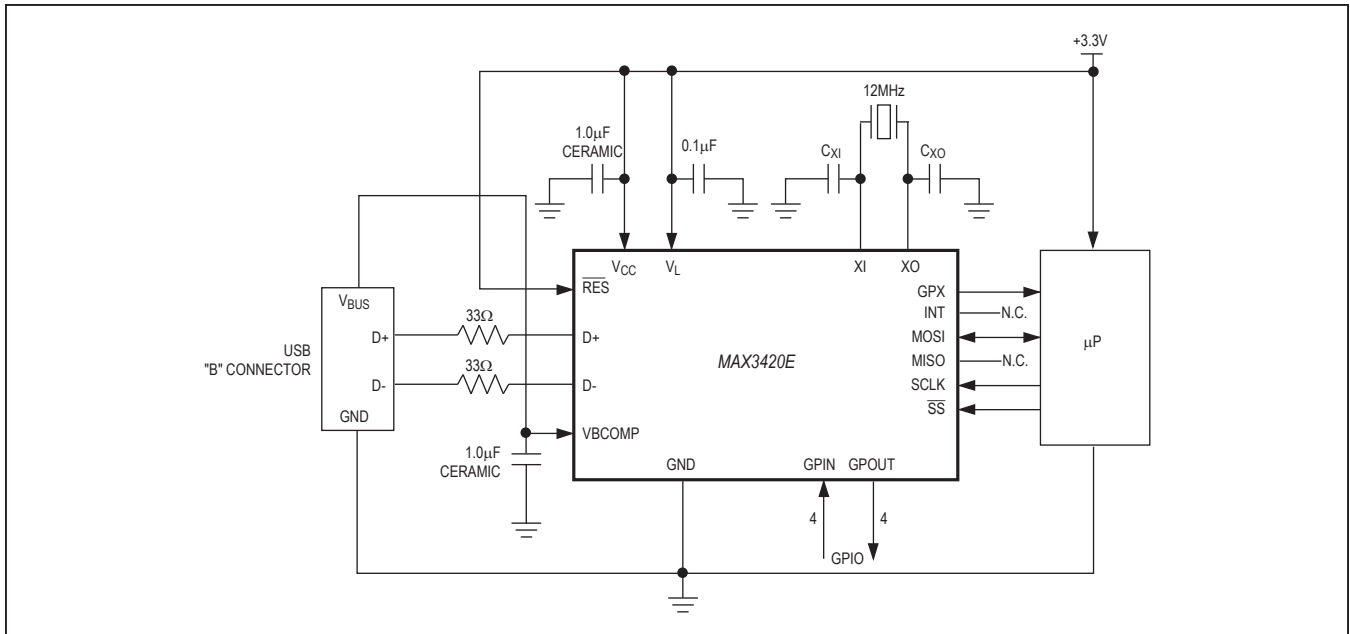 +3.3V
12MHz
1.0µF
CERAMIC
0.1µF
CXI
CXO
VCC
VL
XI
XO
RES
GPX
INT
N.C.
MOSI
MISO
N.C.
SCLK
SS
µP
VBUS
D+
D-
GND
USB
"B" CONNECTOR
33Ω
33Ω
D+
D-
MAX3420E
VBCOMP
1.0µF
CERAMIC
GND
GPIN
GPOUT
4
4
GPIO